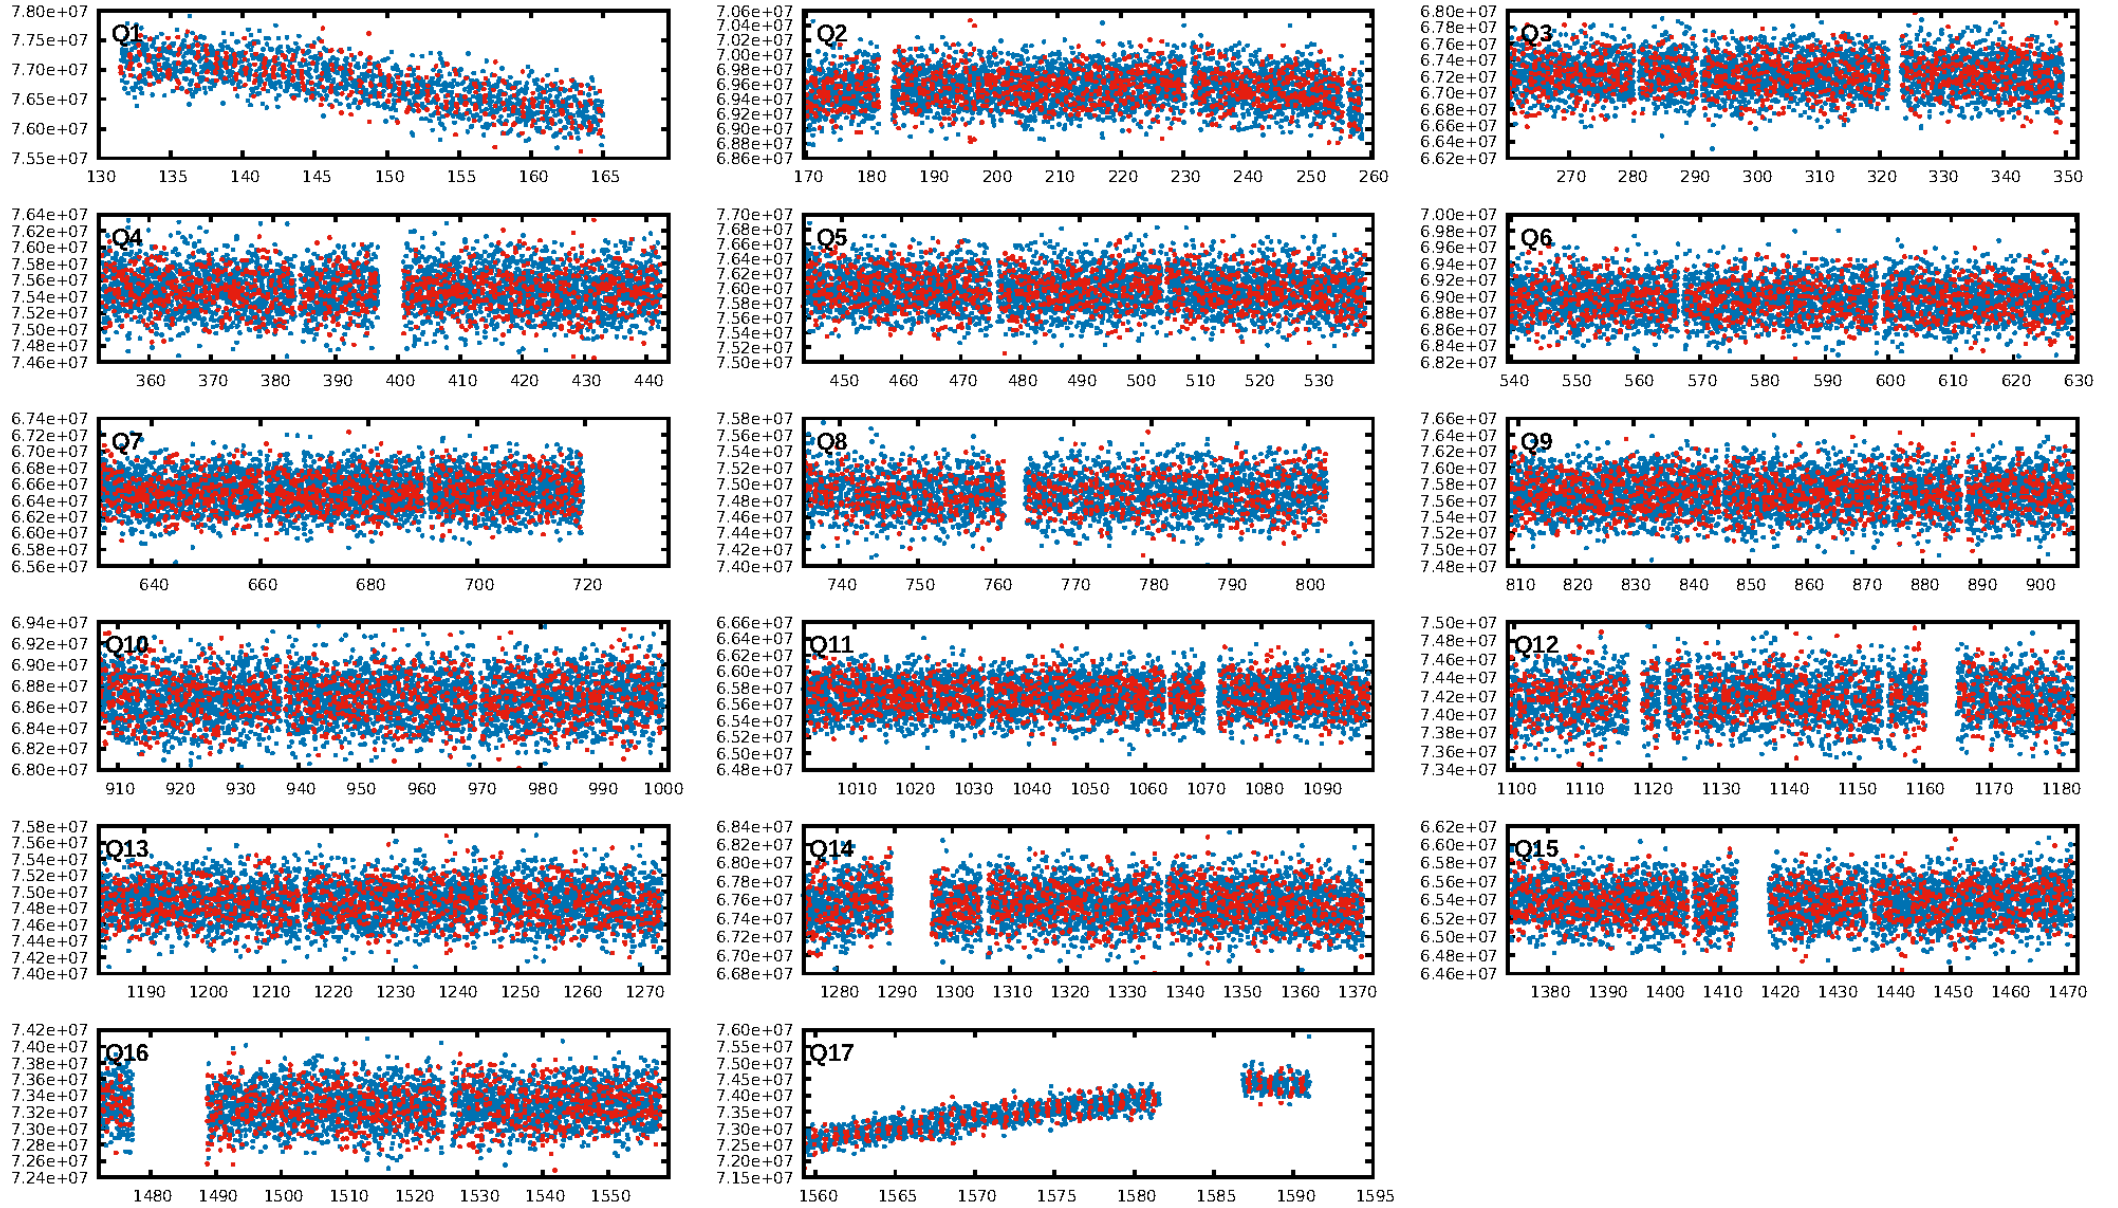 7.80e+07
7.75e+07
7.70e+07
7.65e+07
7.60e+07
7.55e+07
Q1
130 135 140 145 150 155 160 165
7.06e+07
7.04e+07
7.02e+07
7.00e+07
6.98e+07
6.96e+07
6.94e+07
6.92e+07
6.90e+07
6.88e+07
6.86e+07
Q2
170 180 190 200 210 220 230 240 250 260
6.80e+07
6.78e+07
6.76e+07
6.74e+07
6.72e+07
6.70e+07
6.68e+07
6.66e+07
6.64e+07
6.62e+07
Q3
270 280 290 300 310 320 330 340 350
7.64e+07
7.62e+07
7.60e+07
7.58e+07
7.56e+07
7.54e+07
7.52e+07
7.50e+07
7.48e+07
7.46e+07
Q4
360 370 380 390 400 410 420 430 440
7.70e+07
7.68e+07
7.66e+07
7.64e+07
7.62e+07
7.60e+07
7.58e+07
7.56e+07
7.54e+07
7.52e+07
7.50e+07
Q5
450 460 470 480 490 500 510 520 530
7.00e+07
6.98e+07
6.96e+07
6.94e+07
6.92e+07
6.90e+07
6.88e+07
6.86e+07
6.84e+07
6.82e+07
Q6
540 550 560 570 580 590 600 610 620 630
6.74e+07
6.72e+07
6.70e+07
6.68e+07
6.66e+07
6.64e+07
6.62e+07
6.60e+07
6.58e+07
6.56e+07
Q7
640 660 680 700 720
7.58e+07
7.56e+07
7.54e+07
7.52e+07
7.50e+07
7.48e+07
7.46e+07
7.44e+07
7.42e+07
7.40e+07
Q8
740 750 760 770 780 790 800
7.66e+07
7.64e+07
7.62e+07
7.60e+07
7.58e+07
7.56e+07
7.54e+07
7.52e+07
7.50e+07
7.48e+07
Q9
810 820 830 840 850 860 870 880 890 900
6.94e+07
6.92e+07
6.90e+07
6.88e+07
6.86e+07
6.84e+07
6.82e+07
6.80e+07
Q10
910 920 930 940 950 960 970 980 990 1000
6.66e+07
6.64e+07
6.62e+07
6.60e+07
6.58e+07
6.56e+07
6.54e+07
6.52e+07
6.50e+07
6.48e+07
Q11
1010 1020 1030 1040 1050 1060 1070 1080 1090
7.50e+07
7.48e+07
7.46e+07
7.44e+07
7.42e+07
7.40e+07
7.38e+07
7.36e+07
7.34e+07
Q12
1100 1110 1120 1130 1140 1150 1160 1170 1180
7.58e+07
7.56e+07
7.54e+07
7.52e+07
7.50e+07
7.48e+07
7.46e+07
7.44e+07
7.42e+07
7.40e+07
Q13
1190 1200 1210 1220 1230 1240 1250 1260 1270
6.84e+07
6.82e+07
6.80e+07
6.78e+07
6.76e+07
6.74e+07
6.72e+07
6.70e+07
6.68e+07
Q14
1280 1290 1300 1310 1320 1330 1340 1350 1360 1370
6.62e+07
6.60e+07
6.58e+07
6.56e+07
6.54e+07
6.52e+07
6.50e+07
6.48e+07
6.46e+07
Q15
1380 1390 1400 1410 1420 1430 1440 1450 1460 1470
7.42e+07
7.40e+07
7.38e+07
7.36e+07
7.34e+07
7.32e+07
7.30e+07
7.28e+07
7.26e+07
7.24e+07
Q16
1480 1490 1500 1510 1520 1530 1540 1550
7.60e+07
7.55e+07
7.50e+07
7.45e+07
7.40e+07
7.35e+07
7.30e+07
7.25e+07
7.20e+07
7.15e+07
Q17
1560 1565 1570 1575 1580 1585 1590 1595